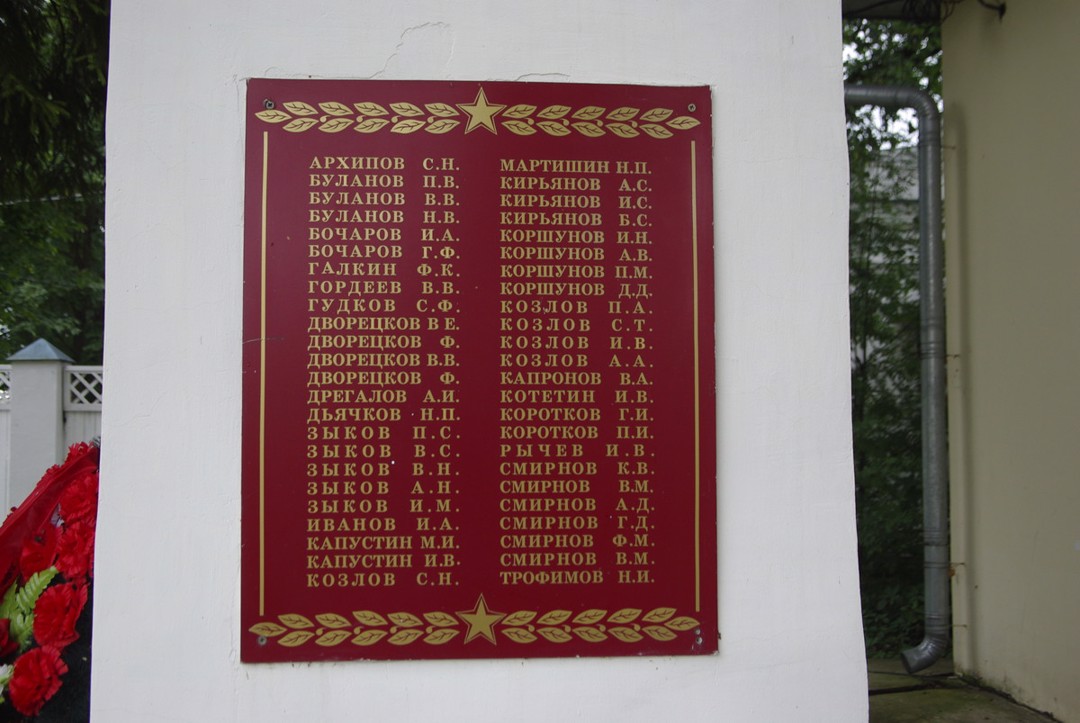 АРХИПОВ С.Н.
БУЛАНОВ П.В.
БУЛАНОВ В.В.
БУЛАНОВ Н.В.
БОЧАРОВ И.А.
БОЧАРОВ Г.Ф.
ГАЛКИН Ф.К.
ГОРДЕЕВ В.В.
ГУДКОВ С.Ф.
ДВОРЕЦКОВ В Е.
ДВОРЕЦКОВ Ф.
ДВОРЕЦКОВ В.В.
ДВОРЕЦКОВ Ф.
ДРЕГАЛОВ А.И.
ДЬЯЧКОВ Н.П.
ЗЫКОВ П.С.
ЗЫКОВ В.С.
ЗЫКОВ В.Н.
ЗЫКОВ А.Н.
ЗЫКОВ И.М.
ИВАНОВ И.А.
КАПУСТИН М.И.
КАПУСТИН И.В.
КОЗЛОВ С.Н.
МАРТИШИН Н.П.
КИРЬЯНОВ А.С.
КИРЬЯНОВ И.С.
КИРЬЯНОВ Б.С.
КОРШУНОВ И.Н.
КОРШУНОВ А.В.
КОРШУНОВ П.М.
КОРШУНОВ Д.Д.
КОЗЛОВ П.А.
КОЗЛОВ С.Т.
КОЗЛОВ И.В.
КОЗЛОВ А.А.
КАПРОНОВ В.А.
КОТЕТИН И.В.
КОРОТКОВ Г.И.
КОРОТКОВ П.И.
РЫЧЕВ И.В.
СМИРНОВ К.В.
СМИРНОВ В.М.
СМИРНОВ А.Д.
СМИРНОВ Г.Д.
СМИРНОВ Ф.М.
СМИРНОВ В.М.
ТРОФИМОВ Н.И.